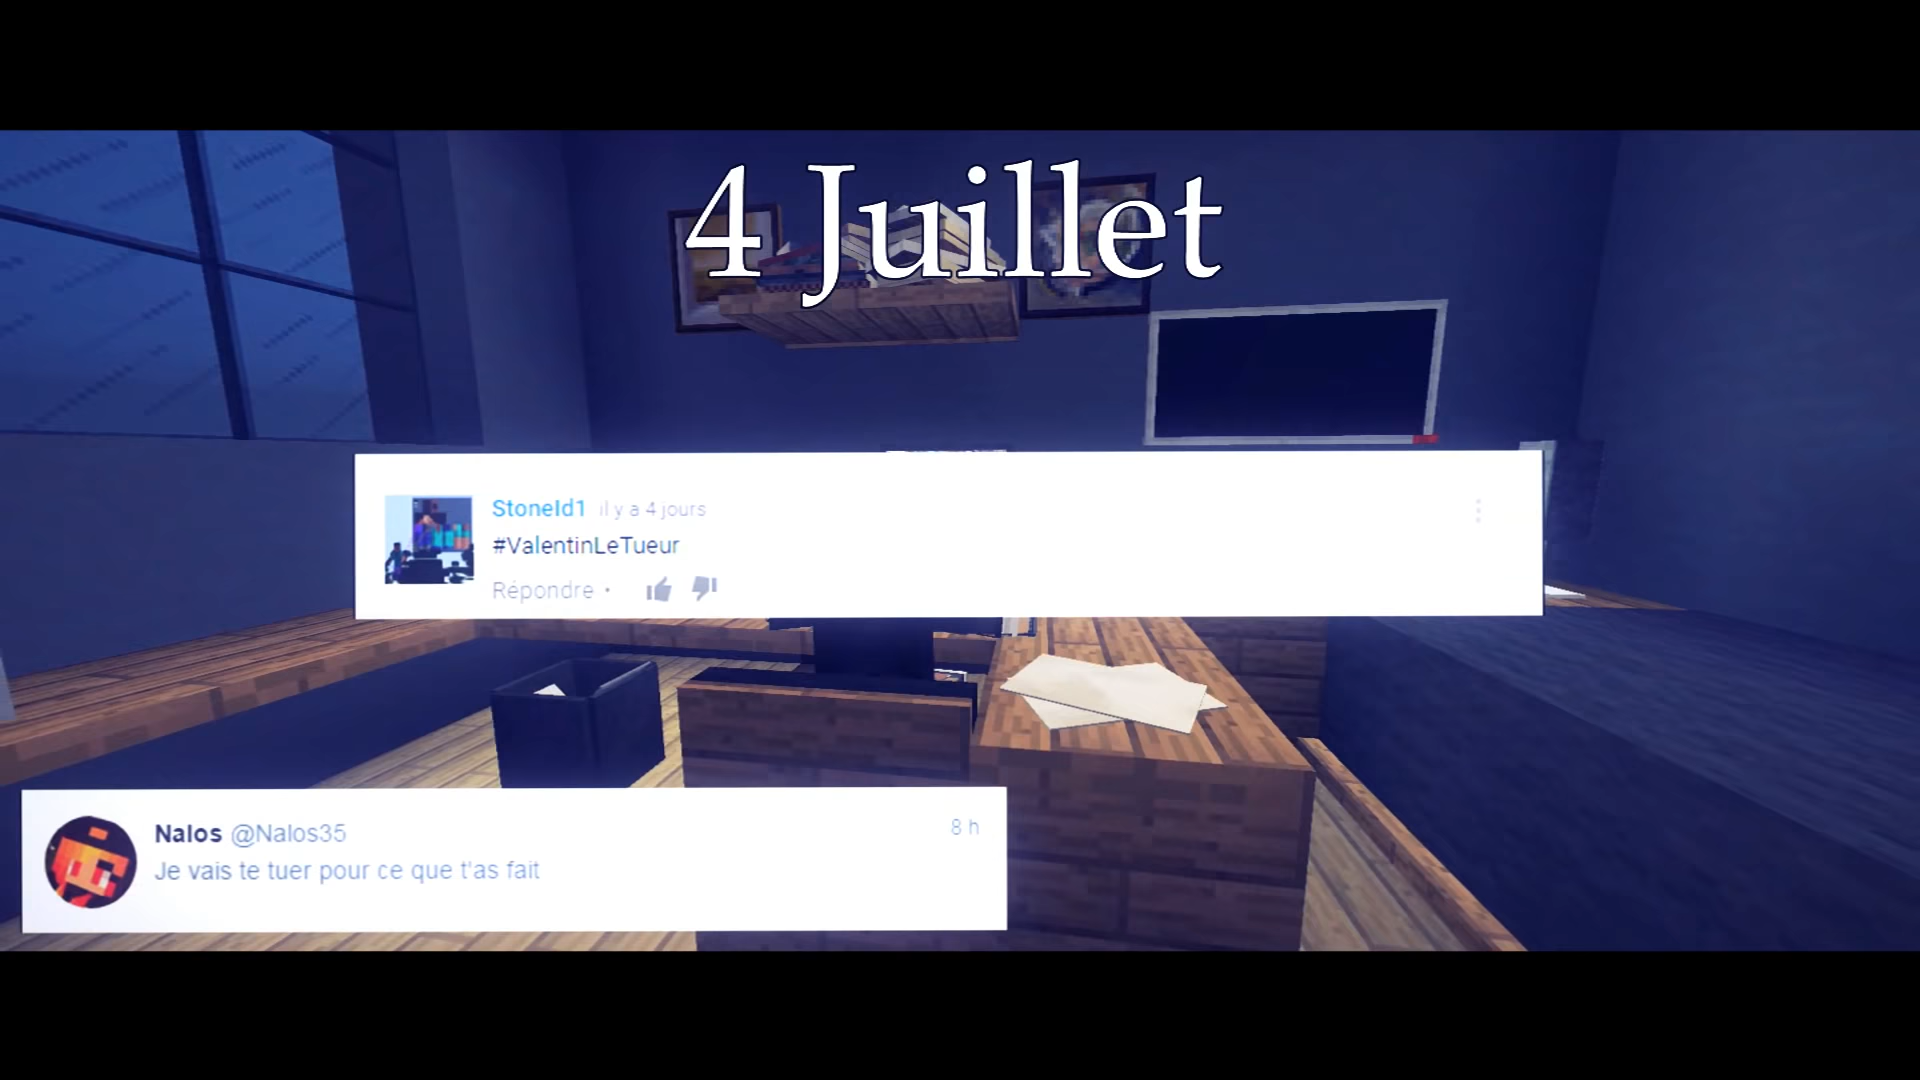 4 Juillet
StoneId1 il y a 4 jours
#ValentinLeTueur
Répondre •
Nalos @Nalos35 8 h
Je vais te tuer pour ce que t'as fait